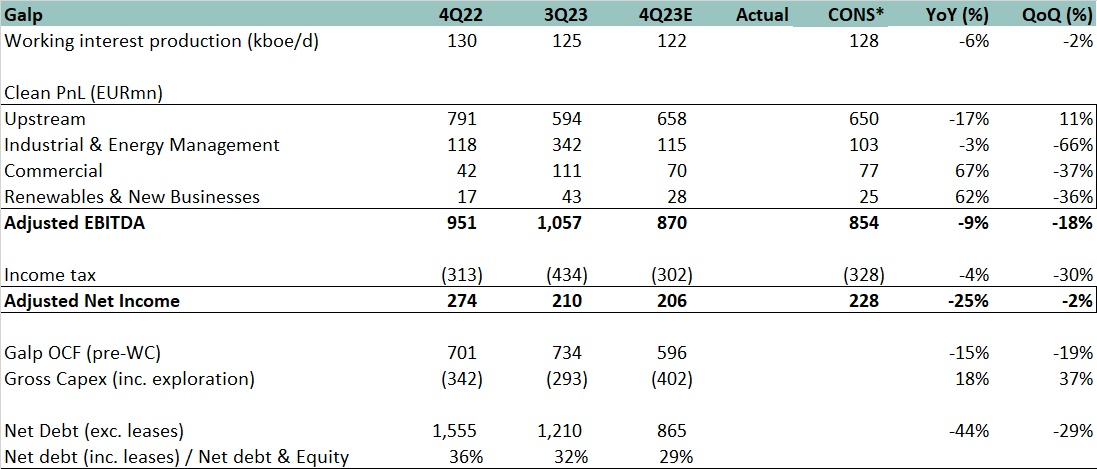 Galp 4Q22 3Q23 4Q23E Actual CONS* YoY (%) QoQ (%)
Working interest production (kboe/d) 130 125 122 128 -6% -2%
Clean PnL (EURmn)
Upstream 791 594 658 650 -17% 11%
Industrial & Energy Management 118 342 115 103 -3% -66%
Commercial 42 111 70 77 67% -37%
Renewables & New Businesses 17 43 28 25 62% -36%
Adjusted EBITDA 951 1,057 870 854 -9% -18%
Income tax (313) (434) (302) (328) -4% -30%
Adjusted Net Income 274 210 206 228 -25% -2%
Galp OCF (pre-WC) 701 734 596 -15% -19%
Gross Capex (inc. exploration) (342) (293) (402) 18% 37%
Net Debt (exc. leases) 1,555 1,210 865 -44% -29%
Net debt (inc. leases) / Net debt & Equity 36% 32% 29%